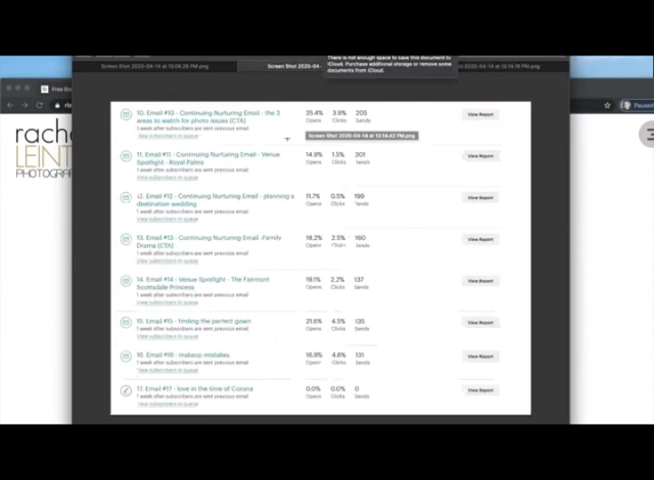 There is not enough space to save this document to
iCloud. Purchase additional storage or remove some
documents from iCloud.
Screen Shot 2020-04-14 at 10:08:28 PM.png
Screen Shot 2020-04-
Free Bo
Paused
LEINT
PHOTOGRA
10. Email #10 - Continuing Nurturing Email - the 3
areas to watch for photo issues (CTA)
1 week after subscribers are sent previous email
View subscribers in queue
25.4% 3.9% 205
Opens Clicks Sends
View Report
Screen Shot 2020-04-14 at 10:14:47 PM.png
11. Email #11 - Continuing Nurturing Email - Venue
Spotlight - Royal Palms
1 week after subscribers are sent previous email
View subscribers in queue
14.9% 1.5% 201
Opens Clicks Sends
View Report
12. Email #12 - Continuing Nurturing Email - planning a
destination wedding
1 week after subscribers are sent previous email
View subscribers in queue
11.7% 0.5% 199
Opens Clicks Sends
View Report
13. Email #13 - Continuing Nurturing Email -Family
Drama (CTA)
1 week after subscribers are sent previous email
View subscribers in queue
18.2% 2.5% 160
Opens Clicks Sends
View Report
14. Email #14 - Venue Spotlight - The Fairmont
Scottsdale Princess
1 week after subscribers are sent previous email
View subscribers in queue
19.1% 2.2% 137
Opens Clicks Sends
View Report
15. Email #15 - finding the perfect gown
1 week after subscribers are sent previous email
View subscribers in queue
21.6% 4.5% 135
Opens Clicks Sends
View Report
16. Email #16 - makeup mistakes
1 week after subscribers are sent previous email
View subscribers in queue
16.9% 4.6% 131
Opens Clicks Sends
View Report
17. Email #17 - love in the time of Corona
1 week after subscribers are sent previous email
View subscribers in queue
0.0% 0.0% 0
Opens Clicks Sends
View Report